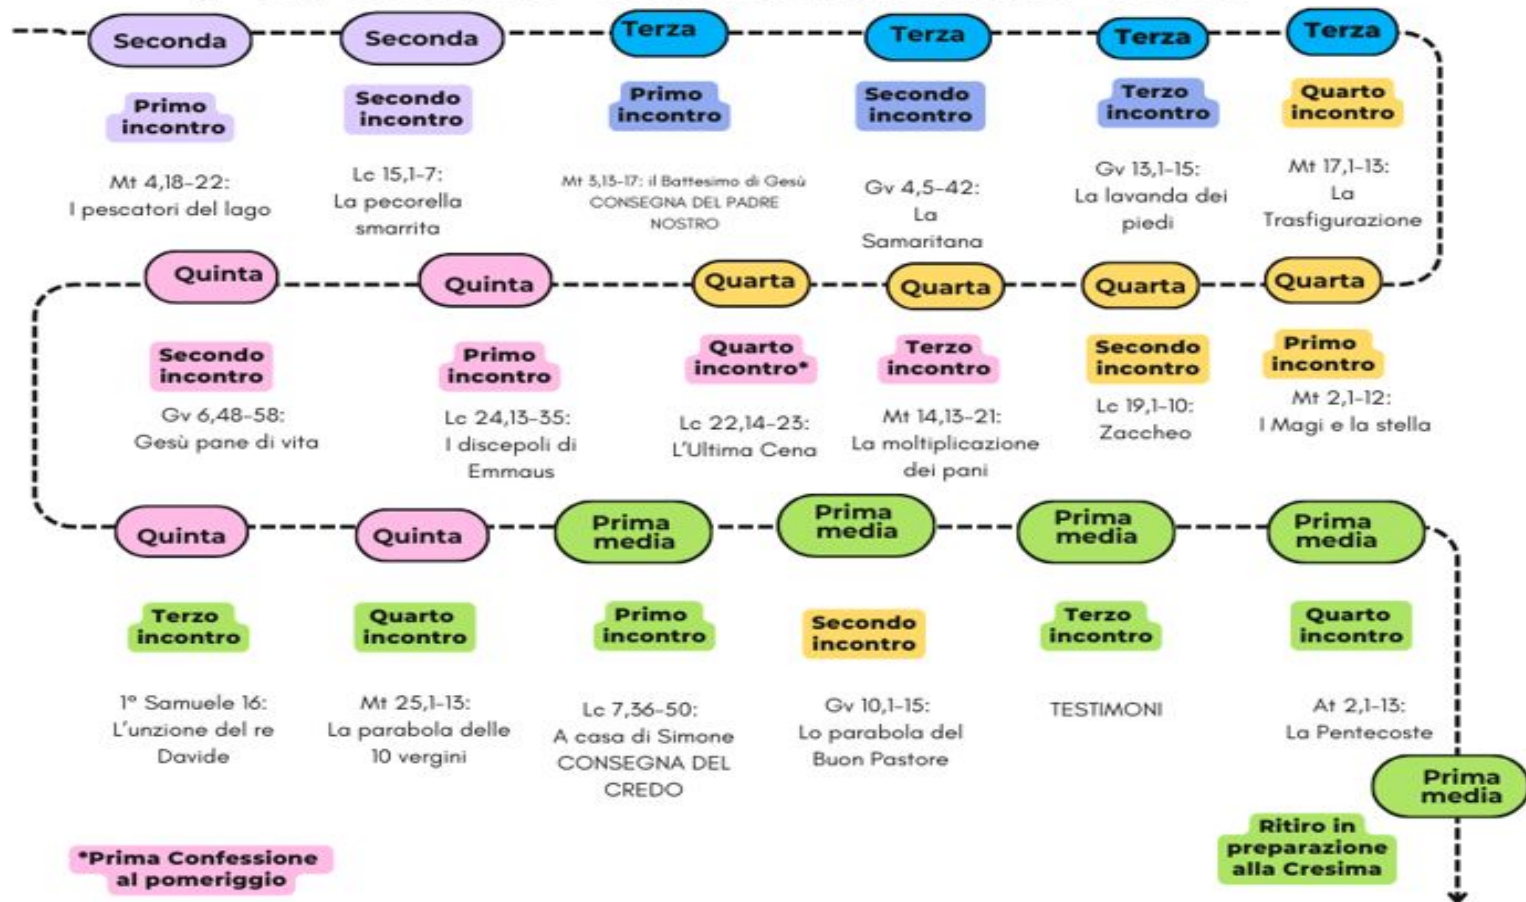 Seconda
Primo
incontro
Mt 4,18-22:
I pescatori del lago
Seconda
Secondo
incontro
Lc 15,1-7:
La pecorella
smarrita
Terza
Primo
incontro
Mt 3,13-17: il Battesimo di Gesù
CONSEGNA DEL PADRE
NOSTRO
Terza
Secondo
incontro
Gv 4,5-42:
La
Samaritana
Terza
Terzo
incontro
Gv 13,1-15:
La lavanda dei
piedi
Terza
Quarto
incontro
Mt 17,1-13:
La
Trasfigurazione
Quinta
Secondo
incontro
Gv 6,48-58:
Gesù pane di vita
Quinta
Primo
incontro
Lc 24,13-35:
I discepoli di
Emmaus
Quarta
Quarto
incontro*
Lc 22,14-23:
L'Ultima Cena
Quarta
Terzo
incontro
Mt 14,13-21:
La moltiplicazione
dei pani
Quarta
Secondo
incontro
Lc 19,1-10:
Zaccheo
Quarta
Primo
incontro
Mt 2,1-12:
I Magi e la stella
Quinta
Terzo
incontro
1° Samuele 16:
L'unzione del re
Davide
Quinta
Quarto
incontro
Mt 25,1-13:
La parabola delle
10 vergini
Prima
media
Primo
incontro
Lc 7,36-50:
A casa di Simone
CONSEGNA DEL
CREDO
Prima
media
Secondo
incontro
Gv 10,1-15:
Lo parabola del
Buon Pastore
Prima
media
Terzo
incontro
TESTIMONI
Prima
media
Quarto
incontro
At 2,1-13:
La Pentecoste
Prima
media
Ritiro in
preparazione
alla Cresima
*Prima Confessione
al pomeriggio